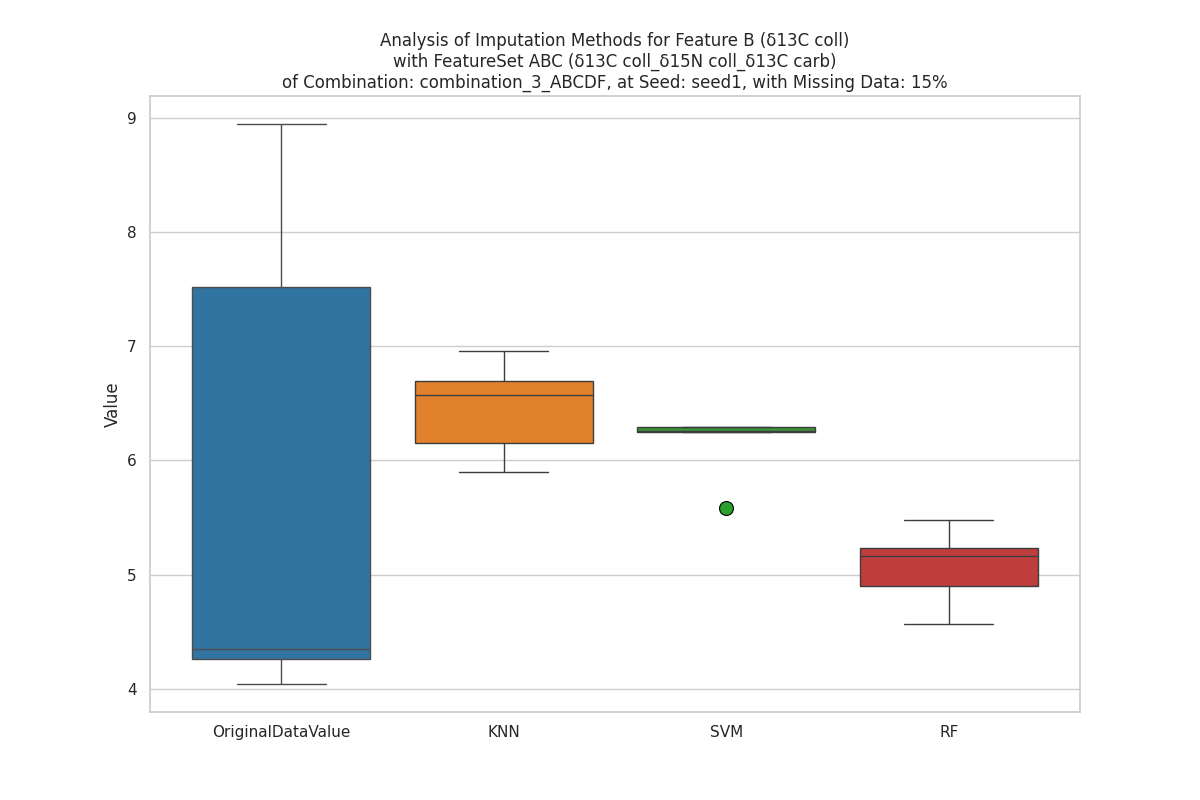 Analysis of Imputation Methods for Feature B (δ13C coll)
with FeatureSet ABC (δ13C coll_δ15N coll_δ13C carb)
of Combination: combination_3_ABCDF, at Seed: seed1, with Missing Data: 15%
9
8
7
6
5
4
Value
OriginalDataValue
KNN
SVM
RF